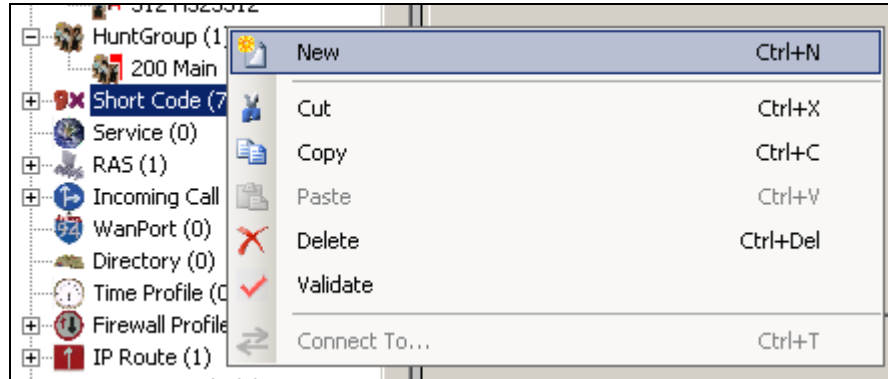 HuntGroup (1)
200 Main
Short Code (7
Service (0)
RAS (1)
Incoming Call
WanPort (0)
Directory (0)
Time Profile (0
Firewall Profile
IP Route (1)
New Ctrl+N
Cut Ctrl+X
Copy Ctrl+C
Paste Ctrl+V
Delete Ctrl+Del
Validate
Connect To... Ctrl+T